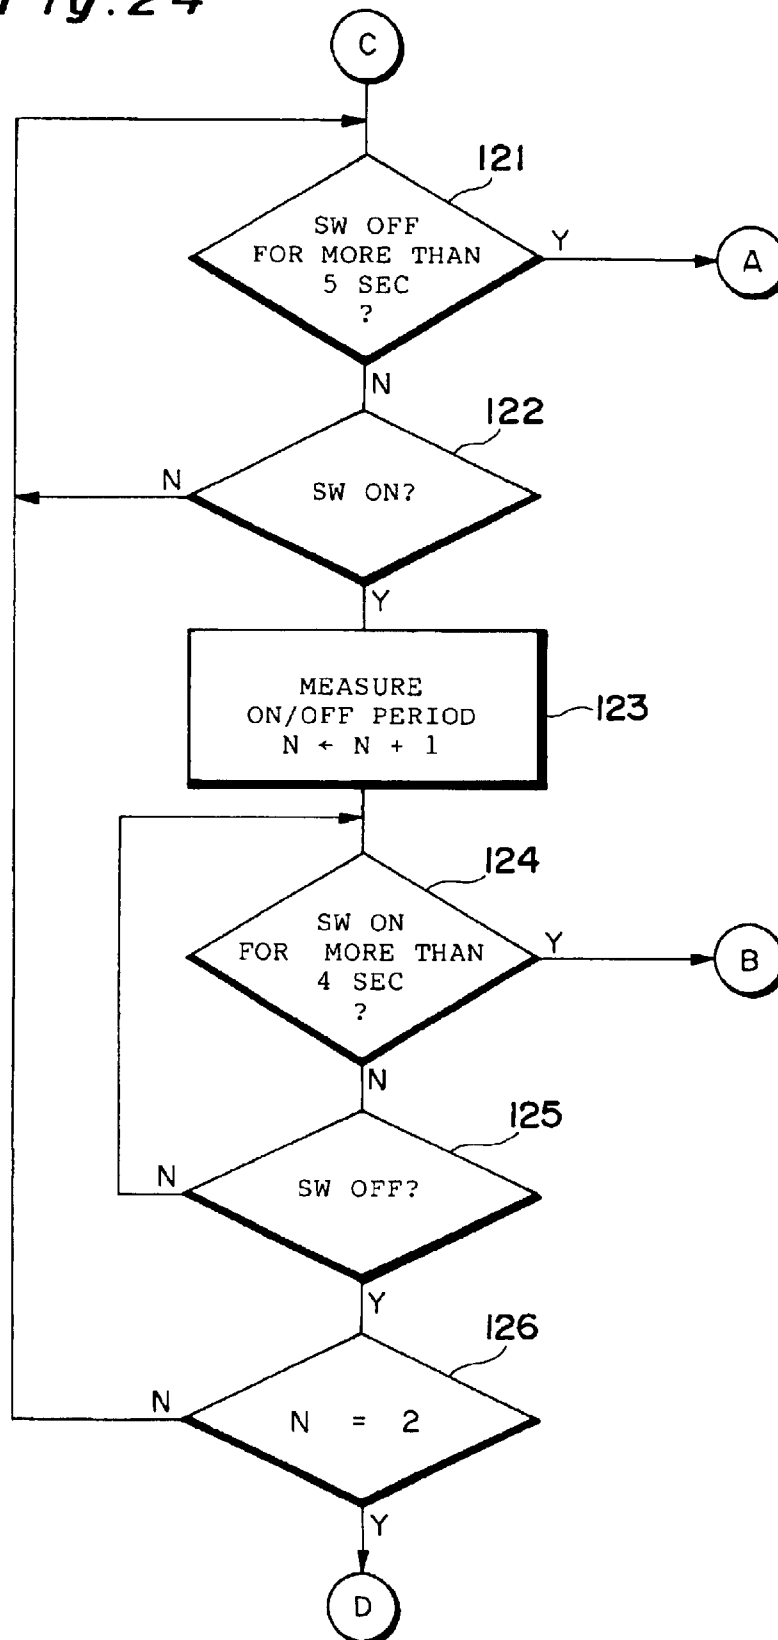 Fig. 24
C
121
SW OFF
FOR MORE THAN
5 SEC
?
Y
A
N
122
SW ON?
N
Y
MEASURE
ON/OFF PERIOD
N ← N + 1
123
124
SW ON
FOR MORE THAN
4 SEC
?
Y
B
N
125
SW OFF?
N
Y
126
N = 2
N
Y
D